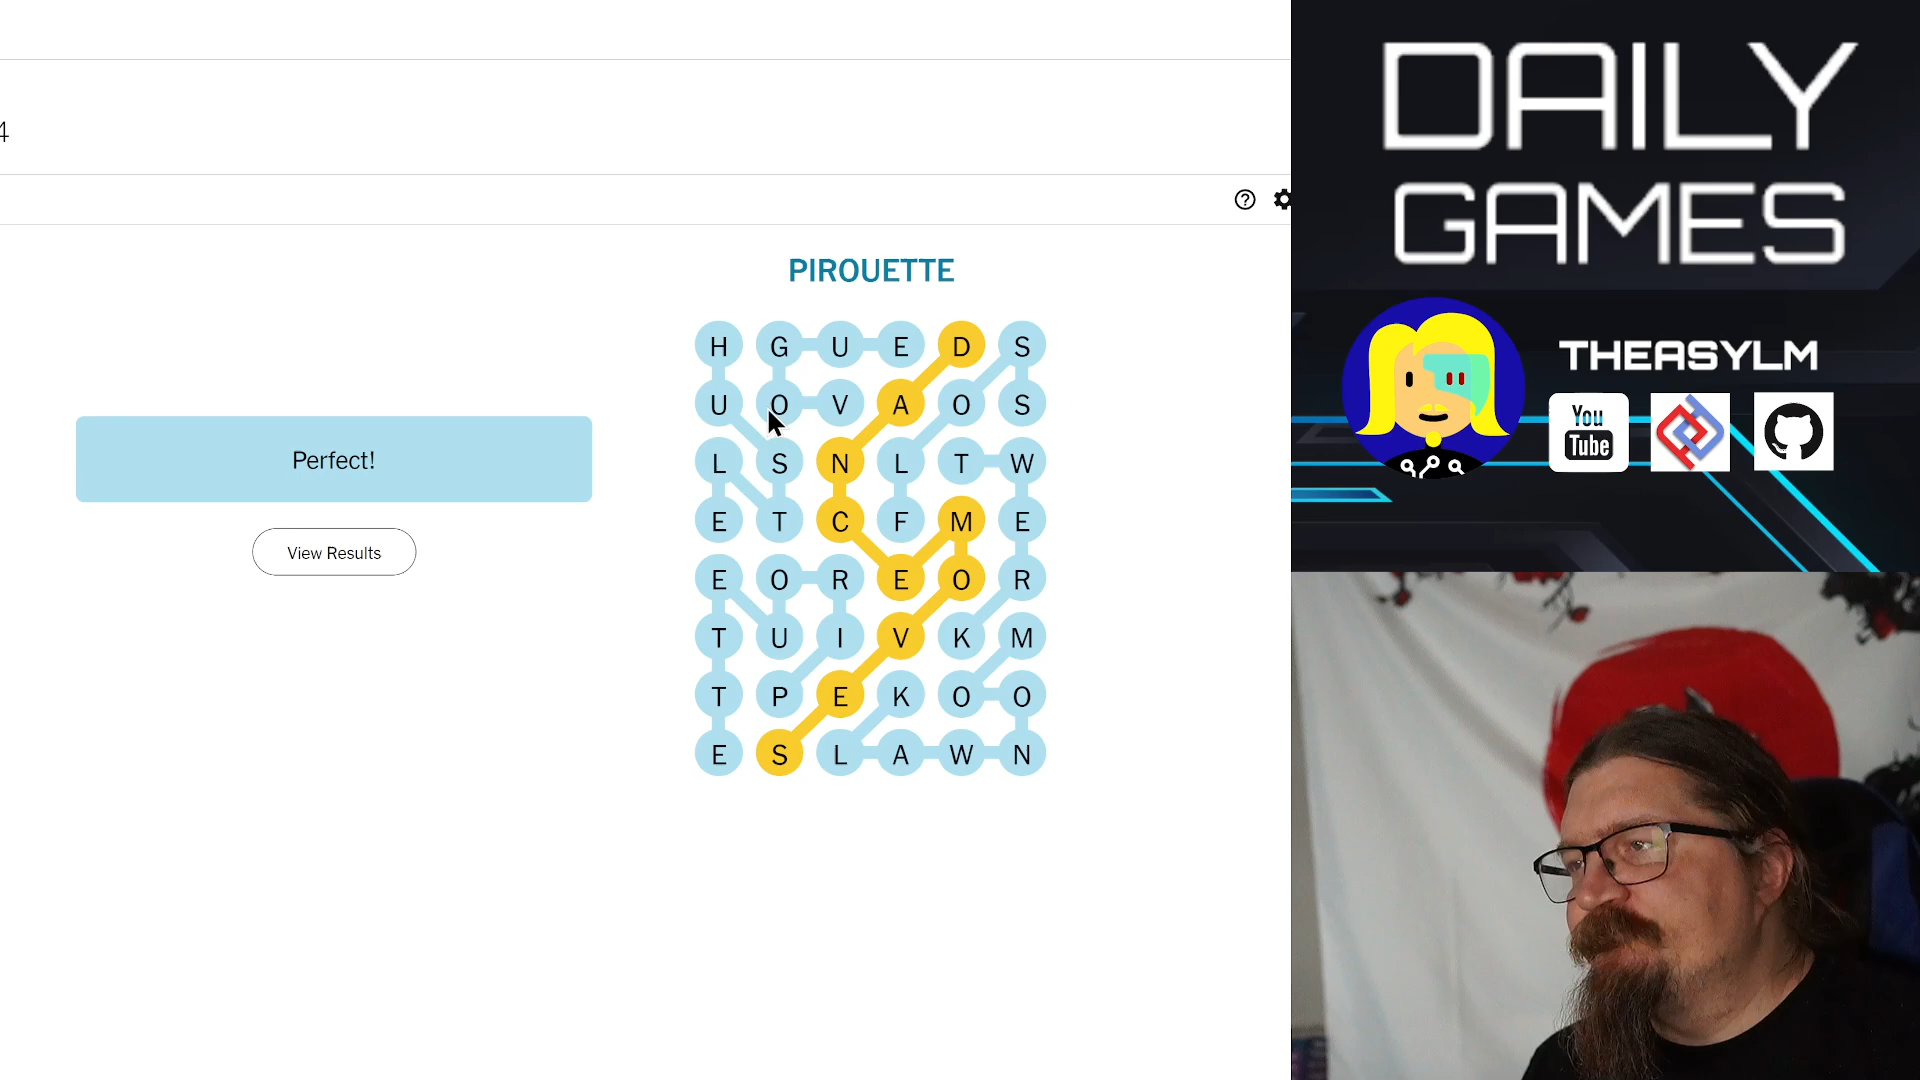 DAILY
GAMES
4
THEASYLM
You
Tube
PIROUETTE
H G U E D S
U O V A O S
L S N L T W
E T C F M E
E O R E O R
T U I V K M
T P E K O O
E S L A W N
Perfect!
View Results